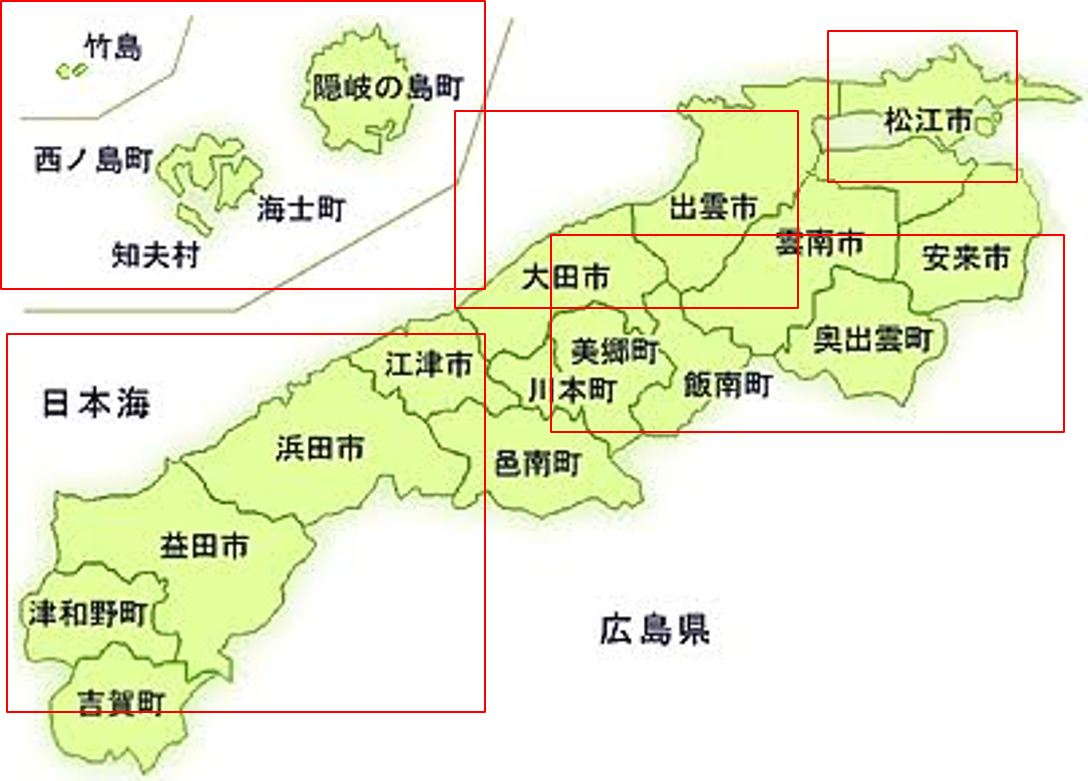 竹島
隠岐の島町
松江市
西ノ島町
海士町
出雲市
知夫村
雲南市
安来市
大田市
奥出雲町
美郷町
江津市
川本町
飯南町
日本海
浜田市
邑南町
益田市
津和野町
広島県
吉賀町